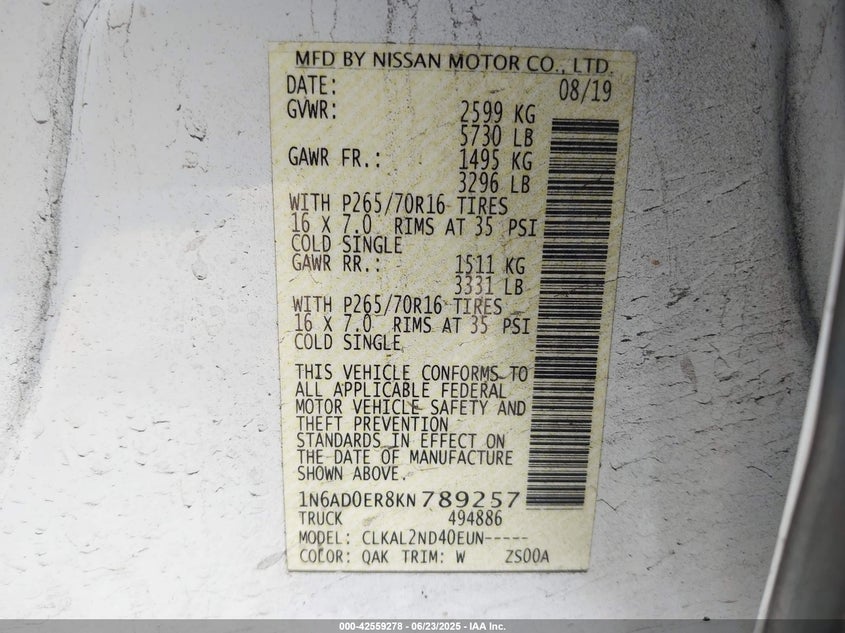 MFD BY NISSAN MOTOR CO., LTD.
DATE: 08/19
GVWR: 2599 KG
5730 LB
GAWR FR.: 1495 KG
3296 LB
WITH P265/70R16 TIRES
16 X 7.0 RIMS AT 35 PSI
COLD SINGLE
GAWR RR.: 1511 KG
3331 LB
WITH P265/70R16 TIRES
16 X 7.0 RIMS AT 35 PSI
COLD SINGLE
THIS VEHICLE CONFORMS TO
ALL APPLICABLE FEDERAL
MOTOR VEHICLE SAFETY AND
THEFT PREVENTION
STANDARDS IN EFFECT ON
THE DATE OF MANUFACTURE
SHOWN ABOVE.
1N6AD0ER8KN789257
TRUCK 494886
MODEL: CLKAL2ND40EUN-----
COLOR: QAK TRIM: W ZS00A
000-42559278 - 06/23/2025 - IAA Inc.